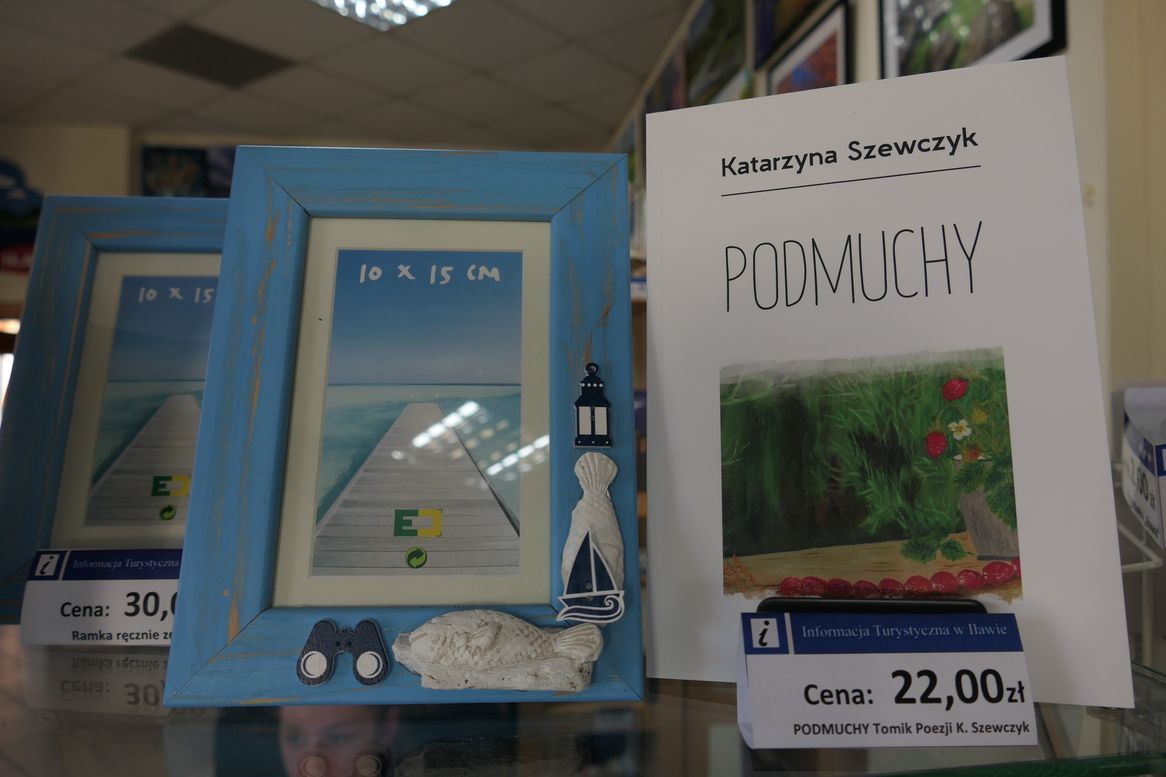 10 x 15
Informacja Turystyczna
Cena: 30,0
Ramka ręcznie
10 x 15 CM
Katarzyna Szewczyk
PODMUCHY
i Informacja Turystyczna w Iławie
Cena: 22,00zł
PODMUCHY Tomik Poezji K. Szewczyk